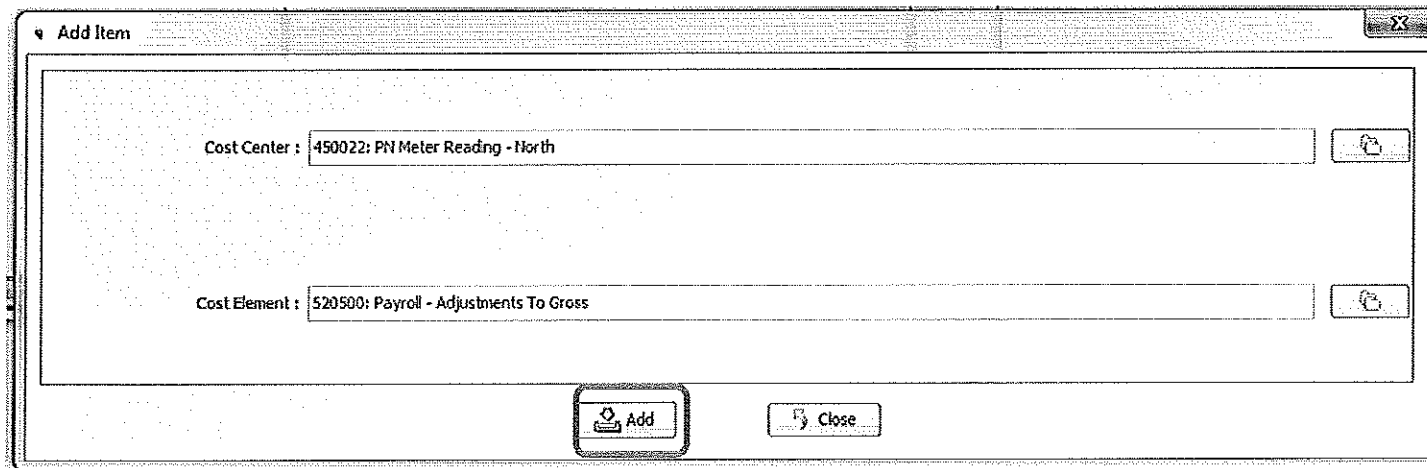 Add Item
Cost Center : 450022: PN Meter Reading - North
Cost Element : 520500: Payroll - Adjustments To Gross
Add Close